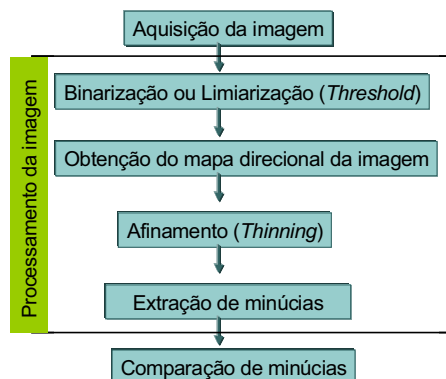 Aquisição da imagem
Processamento da imagem
Binarização ou Limiarização (Threshold)
Obtenção do mapa direcional da imagem
Afinamento (Thinning)
Extração de minúcias
Comparação de minúcias